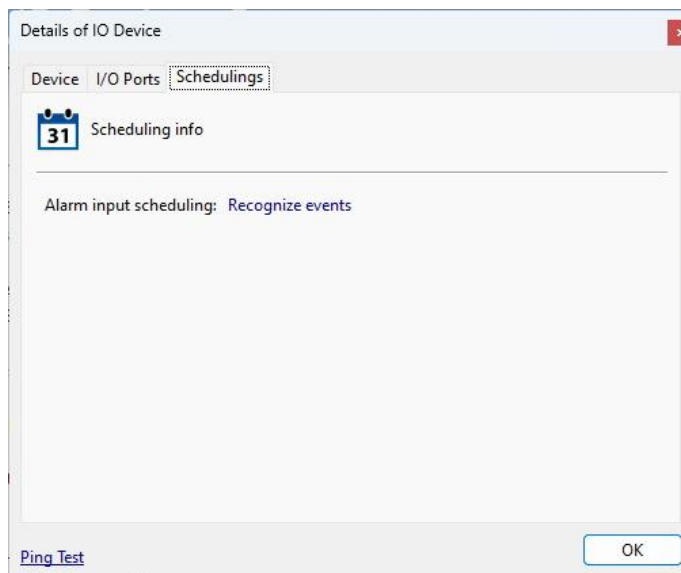 Details of IO Device
Device I/O Ports Schedulings
31 Scheduling info
Alarm input scheduling: Recognize events
Ping Test OK